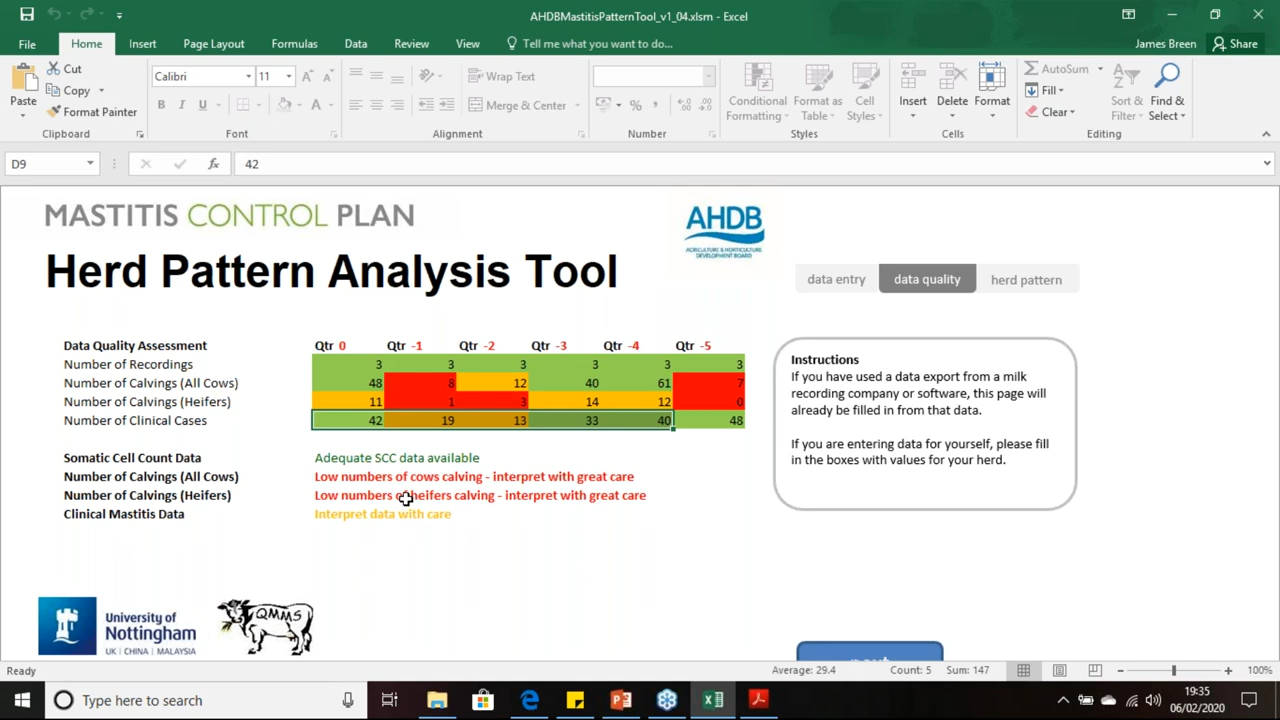 AHDBMastitisPatternTool_v1_04.xlsm - Excel
File Home Insert Page Layout Formulas Data Review View Tell me what you want to do... James Breen Share
Paste Cut Copy Format Painter
Clipboard
Calibri 11 A A
B I U A
Font
Wrap Text
Merge & Center
Alignment
%
Number
Conditional Formatting
Format as Table
Cell Styles
Styles
Insert Delete Format
Cells
AutoSum
Fill
Clear
Sort & Filter
Find & Select
Editing
D9 fx 42
MASTITIS CONTROL PLAN
AHDB
AGRICULTURE & HORTICULTURE
DEVELOPMENT BOARD
Herd Pattern Analysis Tool
data entry data quality herd pattern
Data Quality Assessment Qtr 0 Qtr -1 Qtr -2 Qtr -3 Qtr -4 Qtr -5
Number of Recordings 3 3 3 3 3 3
Number of Calvings (All Cows) 48 8 12 40 61 7
Number of Calvings (Heifers) 11 1 3 14 12 0
Number of Clinical Cases 42 19 13 33 40 48
Somatic Cell Count Data Adequate SCC data available
Number of Calvings (All Cows) Low numbers of cows calving - interpret with great care
Number of Calvings (Heifers) Low numbers of heifers calving - interpret with great care
Clinical Mastitis Data Interpret data with care
Instructions
If you have used a data export from a milk
recording company or software, this page will
already be filled in from that data.
If you are entering data for yourself, please fill
in the boxes with values for your herd.
University of
Nottingham
UK | CHINA | MALAYSIA
QMMS
Ready Average: 29.4 Count: 5 Sum: 147 100%
Type here to search
19:35
06/02/2020